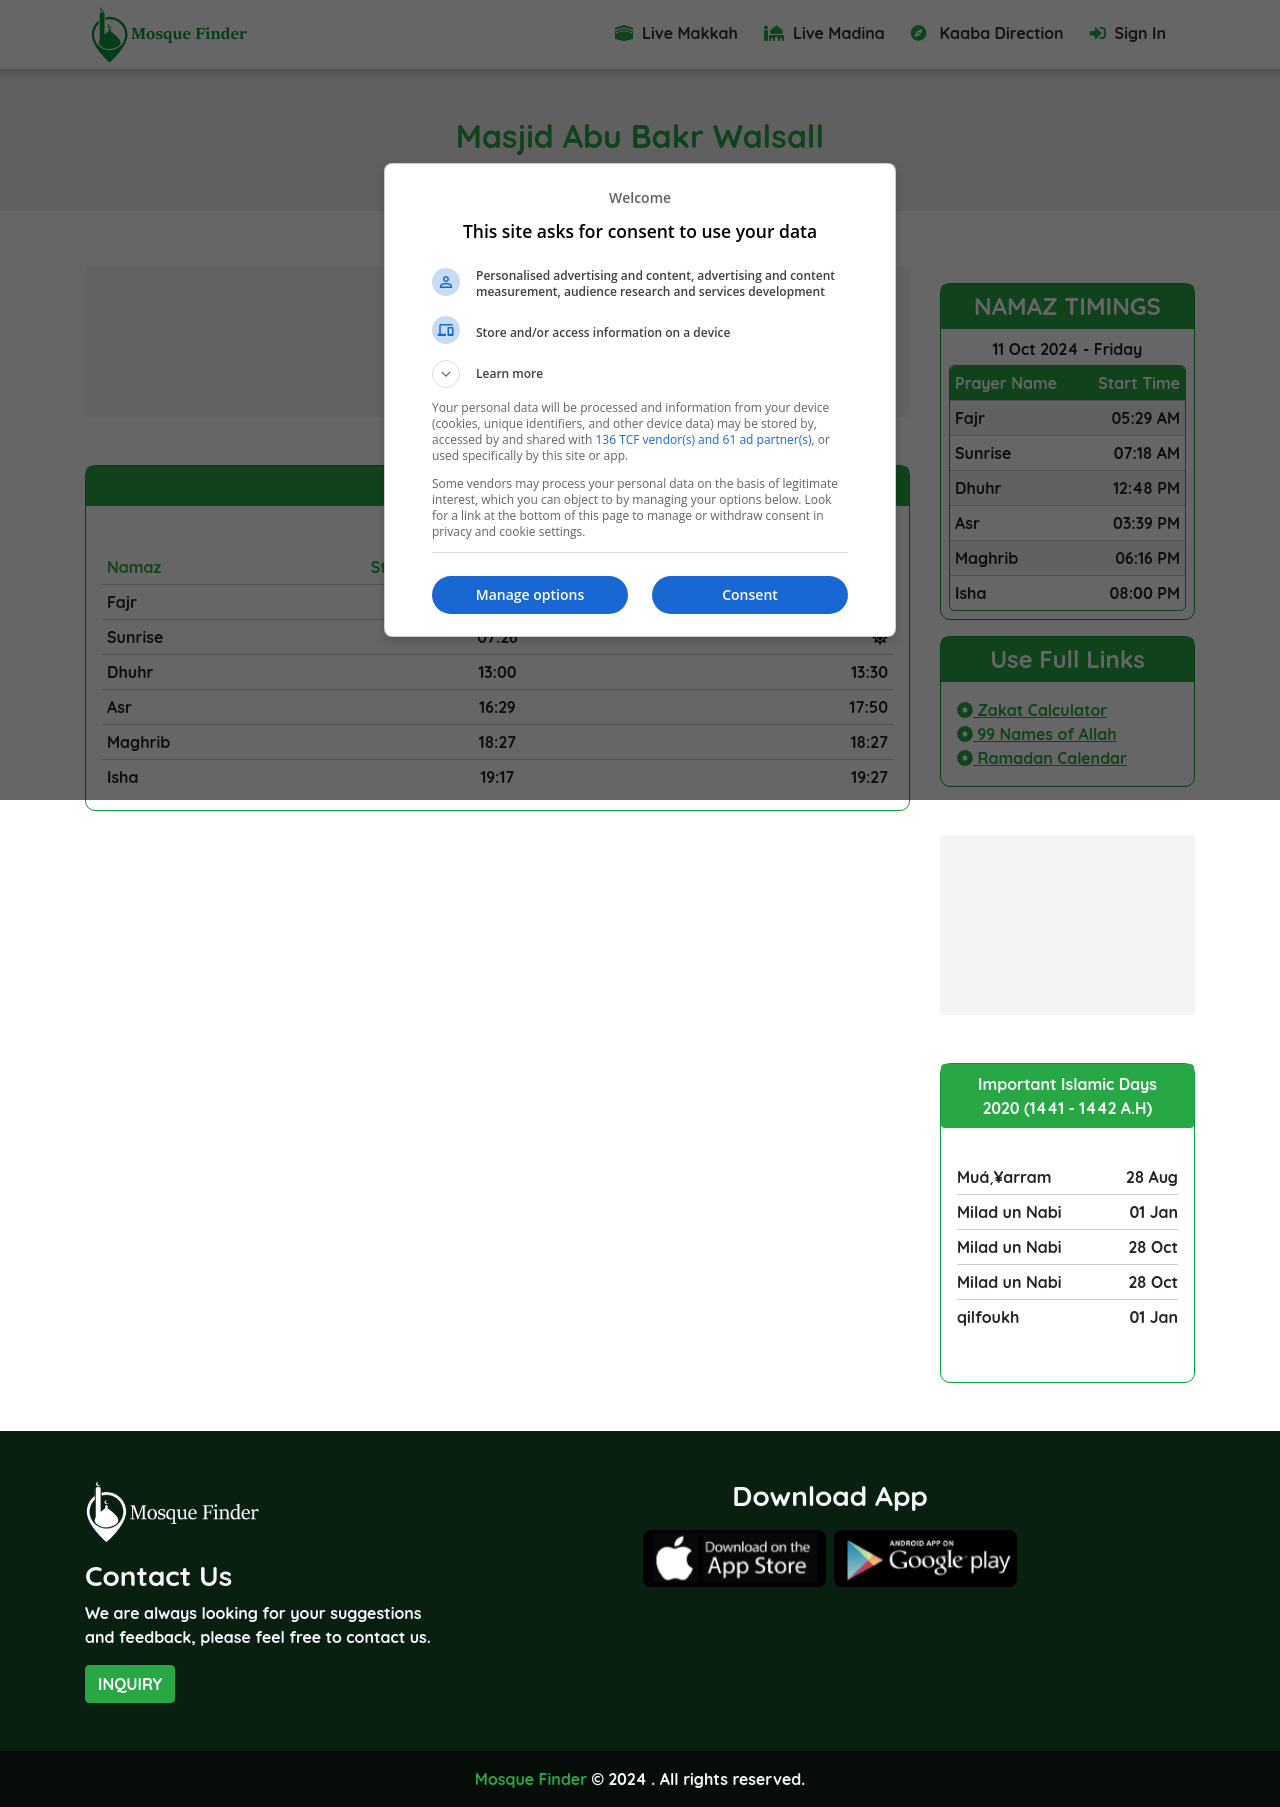 Mosque Finder
Live Makkah
Live Madina
Kaaba Direction
Sign In
Masjid Abu Bakr Walsall
Welcome
This site asks for consent to use your data
Personalised advertising and content, advertising and content
measurement, audience research and services development
Store and/or access information on a device
Learn more
Your personal data will be processed and information from your device
(cookies, unique identifiers, and other device data) may be stored by,
accessed by and shared with 136 TCF vendor(s) and 61 ad partner(s), or
used specifically by this site or app.
Some vendors may process your personal data on the basis of legitimate
interest, which you can object to by managing your options below. Look
for a link at the bottom of this page to manage or withdraw consent in
privacy and cookie settings.
Manage options
Consent
Namaz
Fajr
Sunrise 07:26
Dhuhr 13:00 13:30
Asr 16:29 17:50
Maghrib 18:27 18:27
Isha 19:17 19:27
NAMAZ TIMINGS
11 Oct 2024 - Friday
Prayer Name Start Time
Fajr 05:29 AM
Sunrise 07:18 AM
Dhuhr 12:48 PM
Asr 03:39 PM
Maghrib 06:16 PM
Isha 08:00 PM
Use Full Links
Zakat Calculator
99 Names of Allah
Ramadan Calendar
Important Islamic Days
2020 (1441 - 1442 A.H)
Muá¸¥arram 28 Aug
Milad un Nabi 01 Jan
Milad un Nabi 28 Oct
Milad un Nabi 28 Oct
qilfoukh 01 Jan
Mosque Finder
Contact Us
We are always looking for your suggestions
and feedback, please feel free to contact us.
INQUIRY
Download App
Download on the
App Store
ANDROID APP ON
Google play
Mosque Finder © 2024 . All rights reserved.